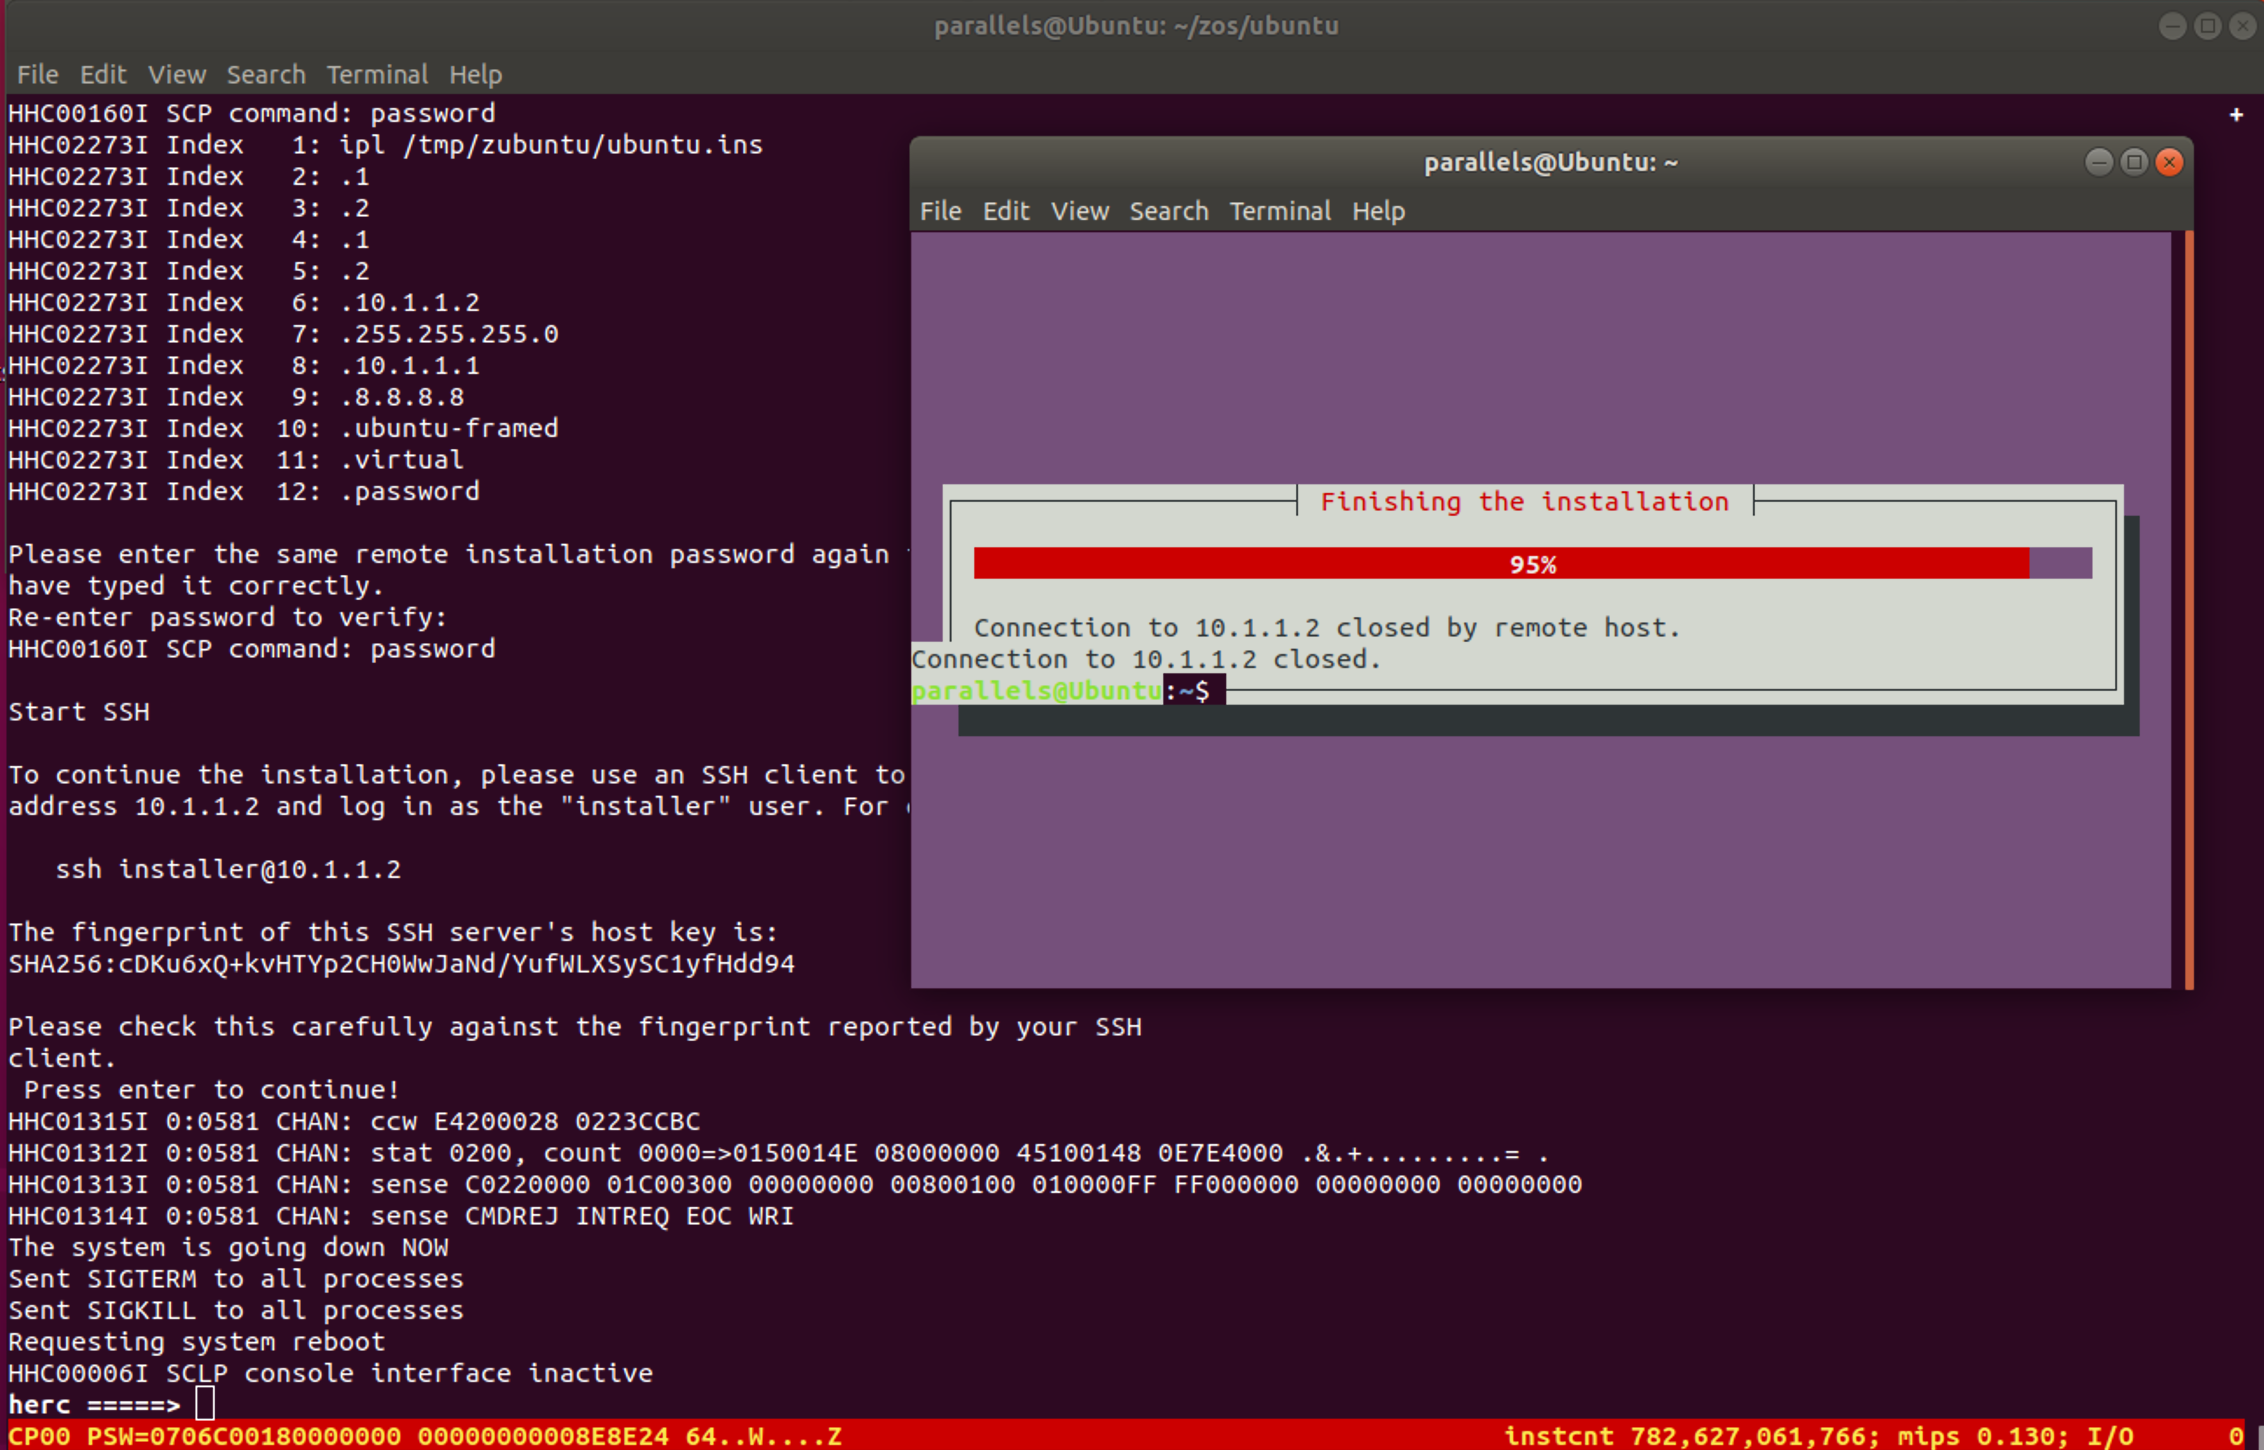 parallels@Ubuntu: ~/zos/ubuntu
File Edit View Search Terminal Help
HHC00160I SCP command: password +
HHC02273I Index 1: ipl /tmp/zubuntu/ubuntu.ins
HHC02273I Index 2: .1
HHC02273I Index 3: .2
HHC02273I Index 4: .1
HHC02273I Index 5: .2
HHC02273I Index 6: .10.1.1.2
HHC02273I Index 7: .255.255.255.0
HHC02273I Index 8: .10.1.1.1
HHC02273I Index 9: .8.8.8.8
HHC02273I Index 10: .ubuntu-framed
HHC02273I Index 11: .virtual
HHC02273I Index 12: .password
Please enter the same remote installation password again
have typed it correctly.
Re-enter password to verify:
HHC00160I SCP command: password
Start SSH
To continue the installation, please use an SSH client to
address 10.1.1.2 and log in as the "installer" user. For
ssh installer@10.1.1.2
The fingerprint of this SSH server's host key is:
SHA256:cDKu6xQ+kvHTYp2CH0WwJaNd/YufWLXSySC1yfHdd94
Please check this carefully against the fingerprint reported by your SSH
client.
Press enter to continue!
HHC01315I 0:0581 CHAN: ccw E4200028 0223CCBC
HHC01312I 0:0581 CHAN: stat 0200, count 0000=>0150014E 08000000 45100148 0E7E4000 .&.+.........= .
HHC01313I 0:0581 CHAN: sense C0220000 01C00300 00000000 00800100 010000FF FF000000 00000000 00000000
HHC01314I 0:0581 CHAN: sense CMDREJ INTREQ EOC WRI
The system is going down NOW
Sent SIGTERM to all processes
Sent SIGKILL to all processes
Requesting system reboot
HHC00006I SCLP console interface inactive
herc =====>
CP00 PSW=0706C00180000000 00000000008E8E24 64..W....Z instcnt 782,627,061,766; mips 0.130; I/O 0
parallels@Ubuntu: ~
File Edit View Search Terminal Help
Finishing the installation
95%
Connection to 10.1.1.2 closed by remote host.
Connection to 10.1.1.2 closed.
parallels@Ubuntu:~$